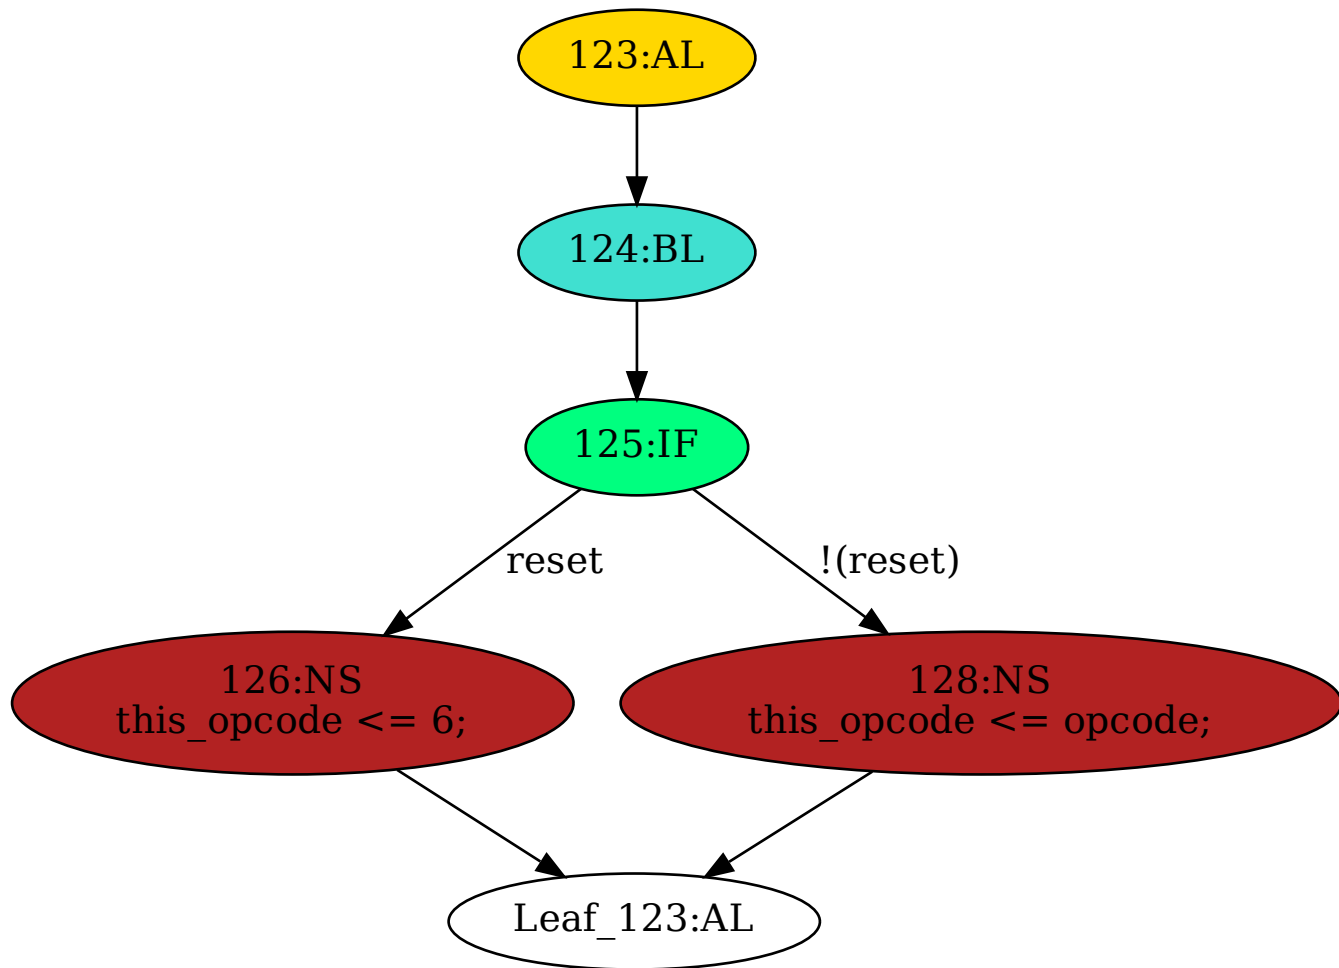 123:AL
124:BL
125:IF
reset
!(reset)
126:NS
this_opcode <= 6;
128:NS
this_opcode <= opcode;
Leaf_123:AL